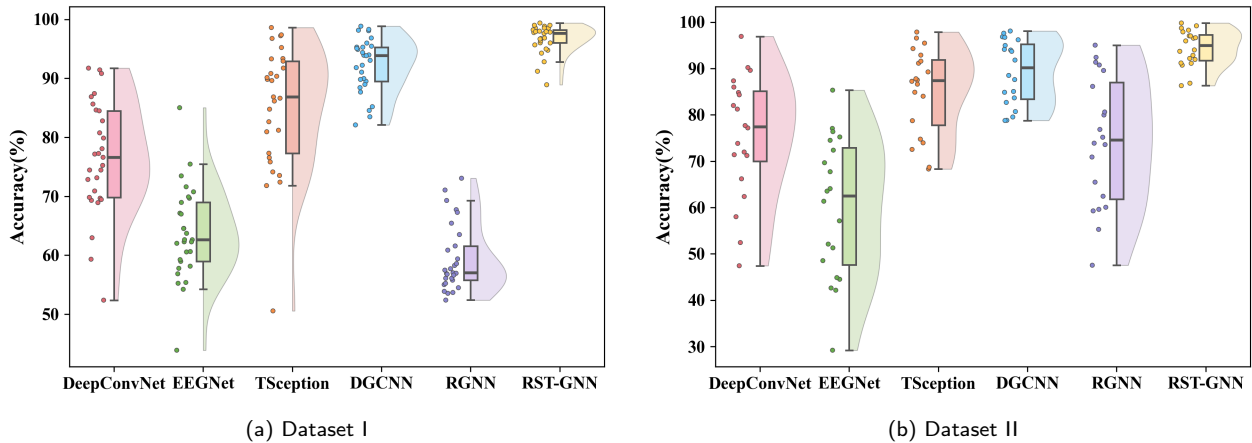 100
90
80
70
60
50
Accuracy(%)
DeepConvNet EEGNet TSception DGCNN RGNN RST-GNN
(a) Dataset I
100
90
80
70
60
50
40
30
Accuracy(%)
DeepConvNet EEGNet TSception DGCNN RGNN RST-GNN
(b) Dataset II